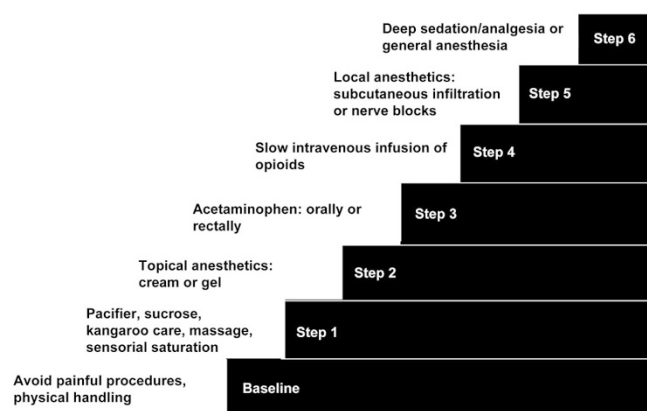 Deep sedation/analgesia or
general anesthesia
Step 6
Local anesthetics:
subcutaneous infiltration
or nerve blocks
Step 5
Slow intravenous infusion of
opioids
Step 4
Acetaminophen: orally or
rectally
Step 3
Topical anesthetics:
cream or gel
Step 2
Pacifier, sucrose,
kangaroo care, massage,
sensorial saturation
Step 1
Avoid painful procedures,
physical handling
Baseline